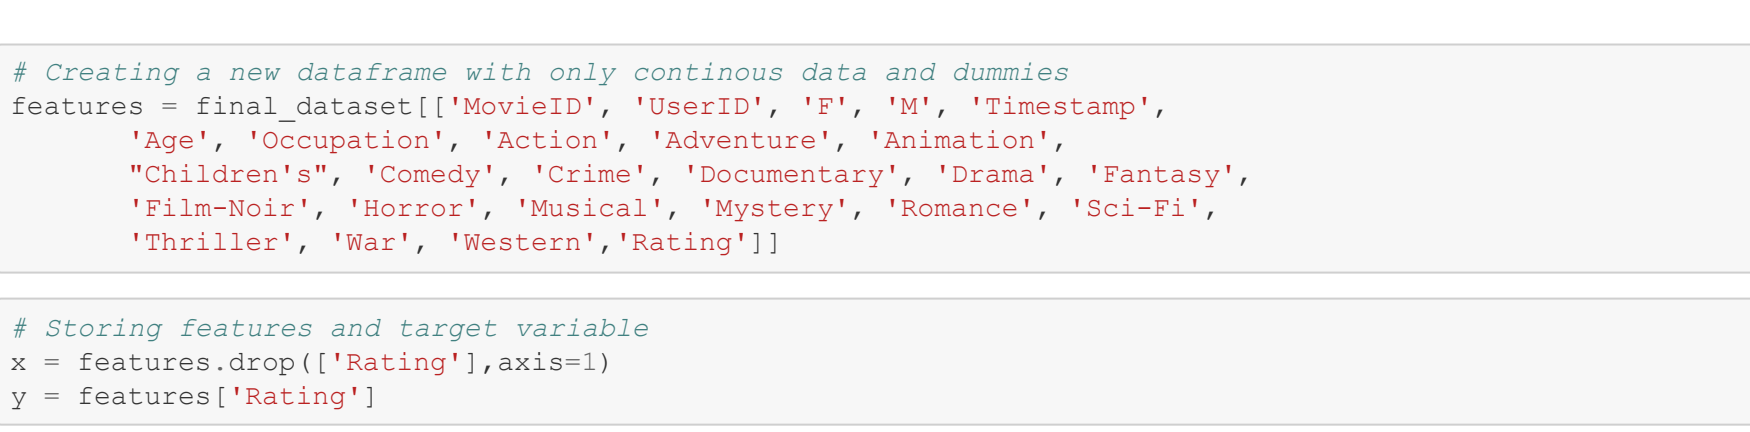 # Creating a new dataframe with only continous data and dummies
features = final_dataset[['MovieID', 'UserID', 'F', 'M', 'Timestamp',
'Age', 'Occupation', 'Action', 'Adventure', 'Animation',
"Children's", 'Comedy', 'Crime', 'Documentary', 'Drama', 'Fantasy',
'Film-Noir', 'Horror', 'Musical', 'Mystery', 'Romance', 'Sci-Fi',
'Thriller', 'War', 'Western','Rating']]
# Storing features and target variable
x = features.drop(['Rating'],axis=1)
y = features['Rating']